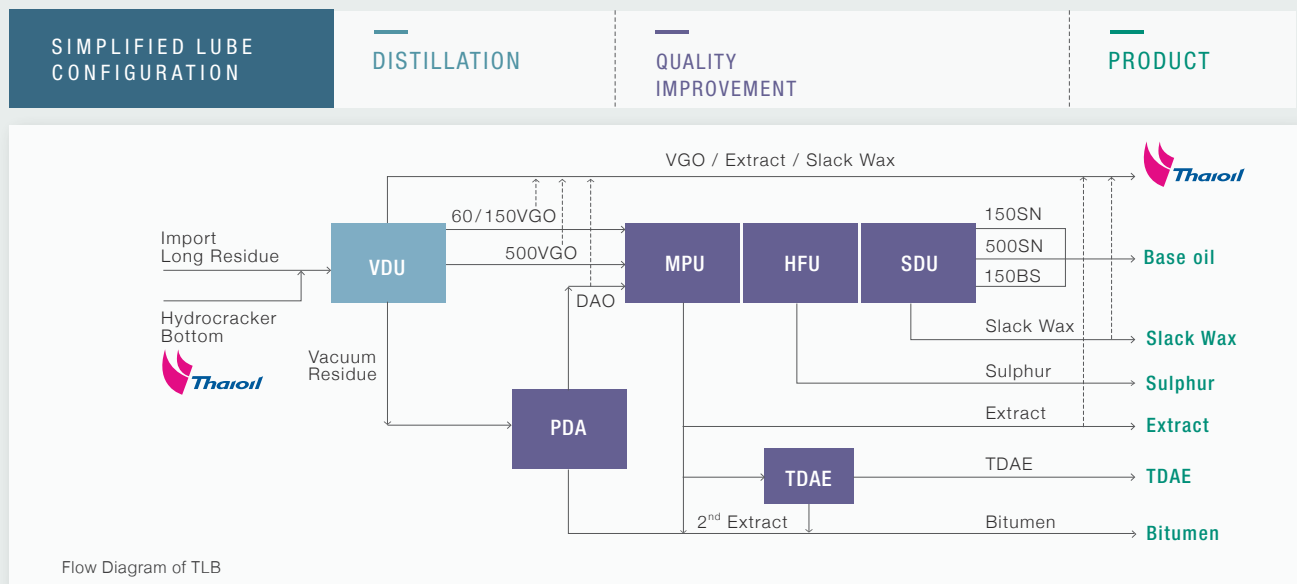 SIMPLIFIED LUBE
CONFIGURATION
DISTILLATION
QUALITY
IMPROVEMENT
PRODUCT
VGO / Extract / Slack Wax
Thaioil
60/150VGO
500VGO
DAO
Import
Long Residue
Hydrocracker
Bottom
Thaioil
VDU
Vacuum
Residue
PDA
MPU
HFU
SDU
150SN
500SN
150BS
Base oil
Slack Wax
Slack Wax
Sulphur
Sulphur
Extract
Extract
TDAE
TDAE
TDAE
2nd Extract
Bitumen
Bitumen
Flow Diagram of TLB